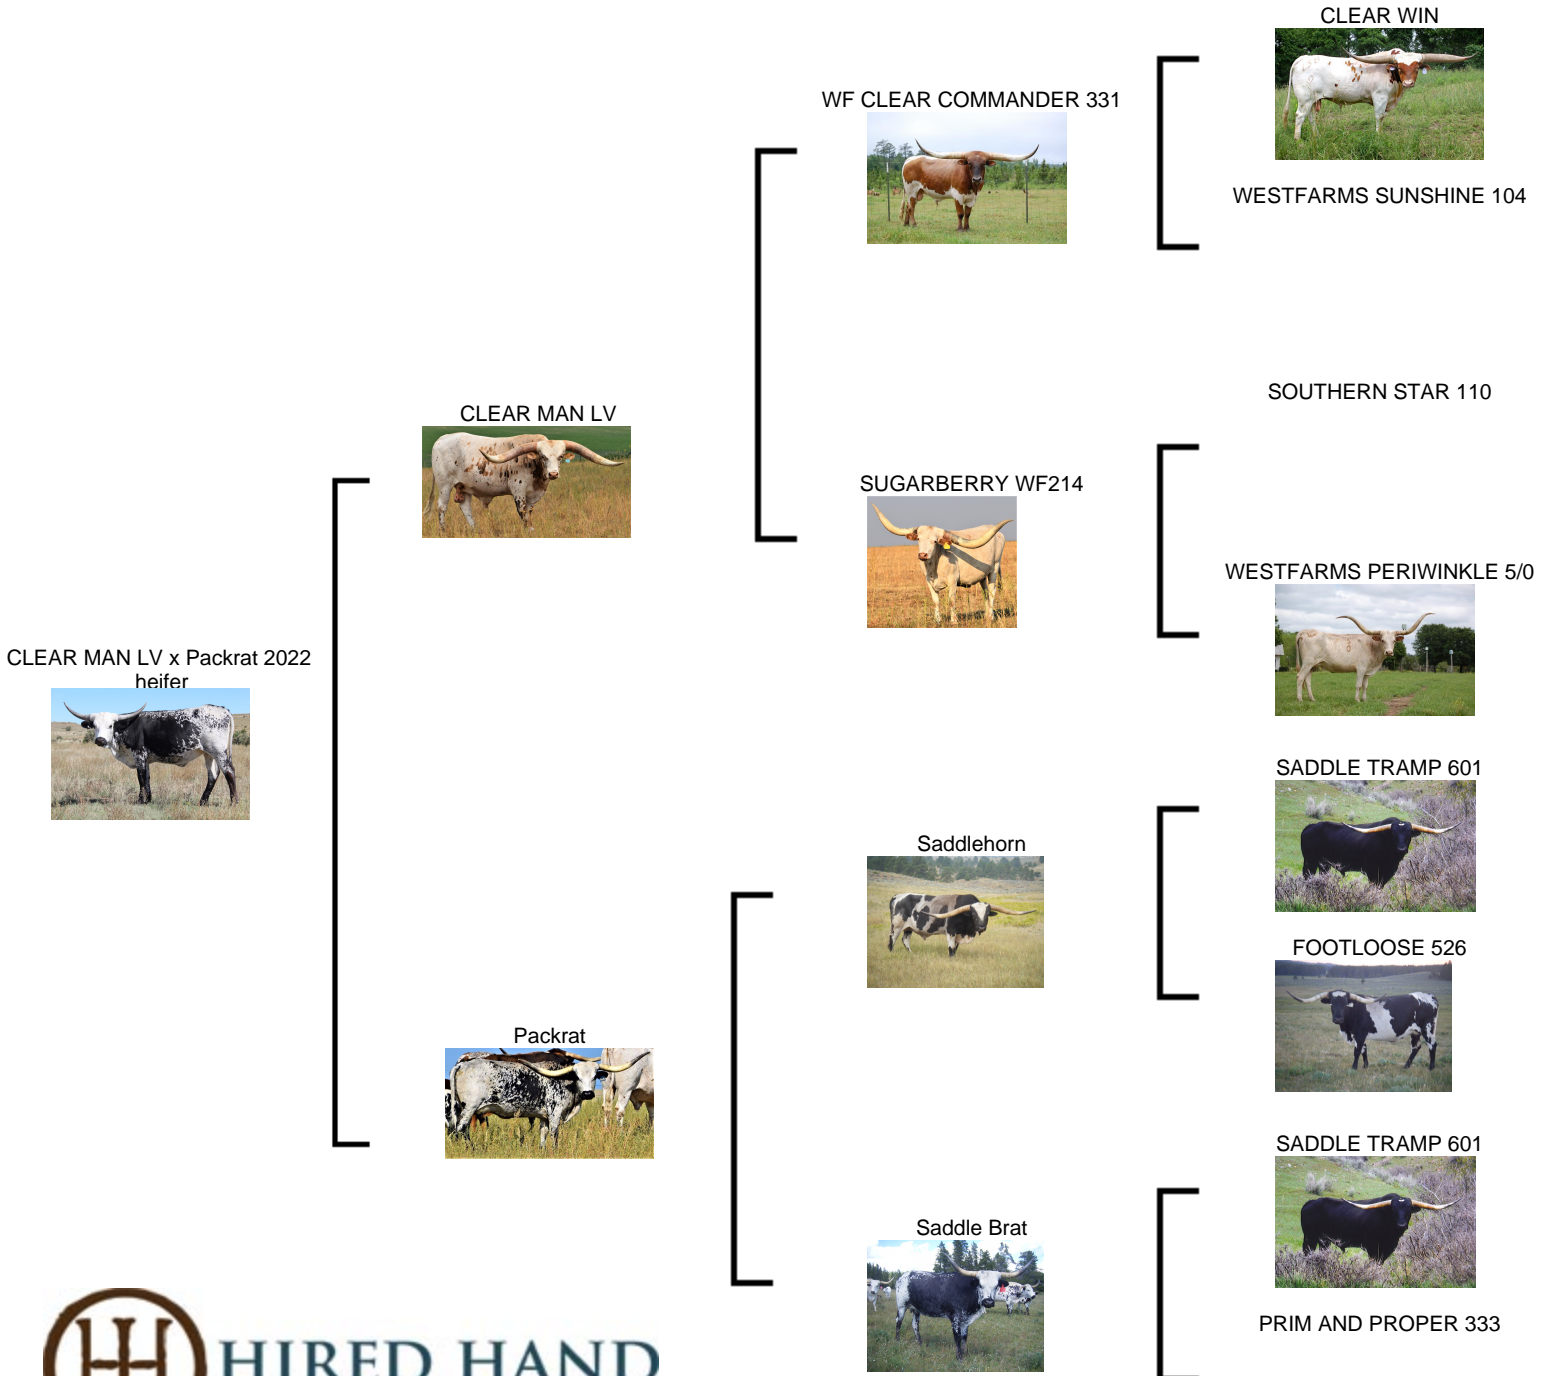 CLEAR WIN
WF CLEAR COMMANDER 331
WESTFARMS SUNSHINE 104
SOUTHERN STAR 110
CLEAR MAN LV
SUGARBERRY WF214
WESTFARMS PERIWINKLE 5/0
CLEAR MAN LV x Packrat 2022
heifer
SADDLE TRAMP 601
Saddlehorn
FOOTLOOSE 526
Packrat
SADDLE TRAMP 601
Saddle Brat
PRIM AND PROPER 333
HIRED HAND